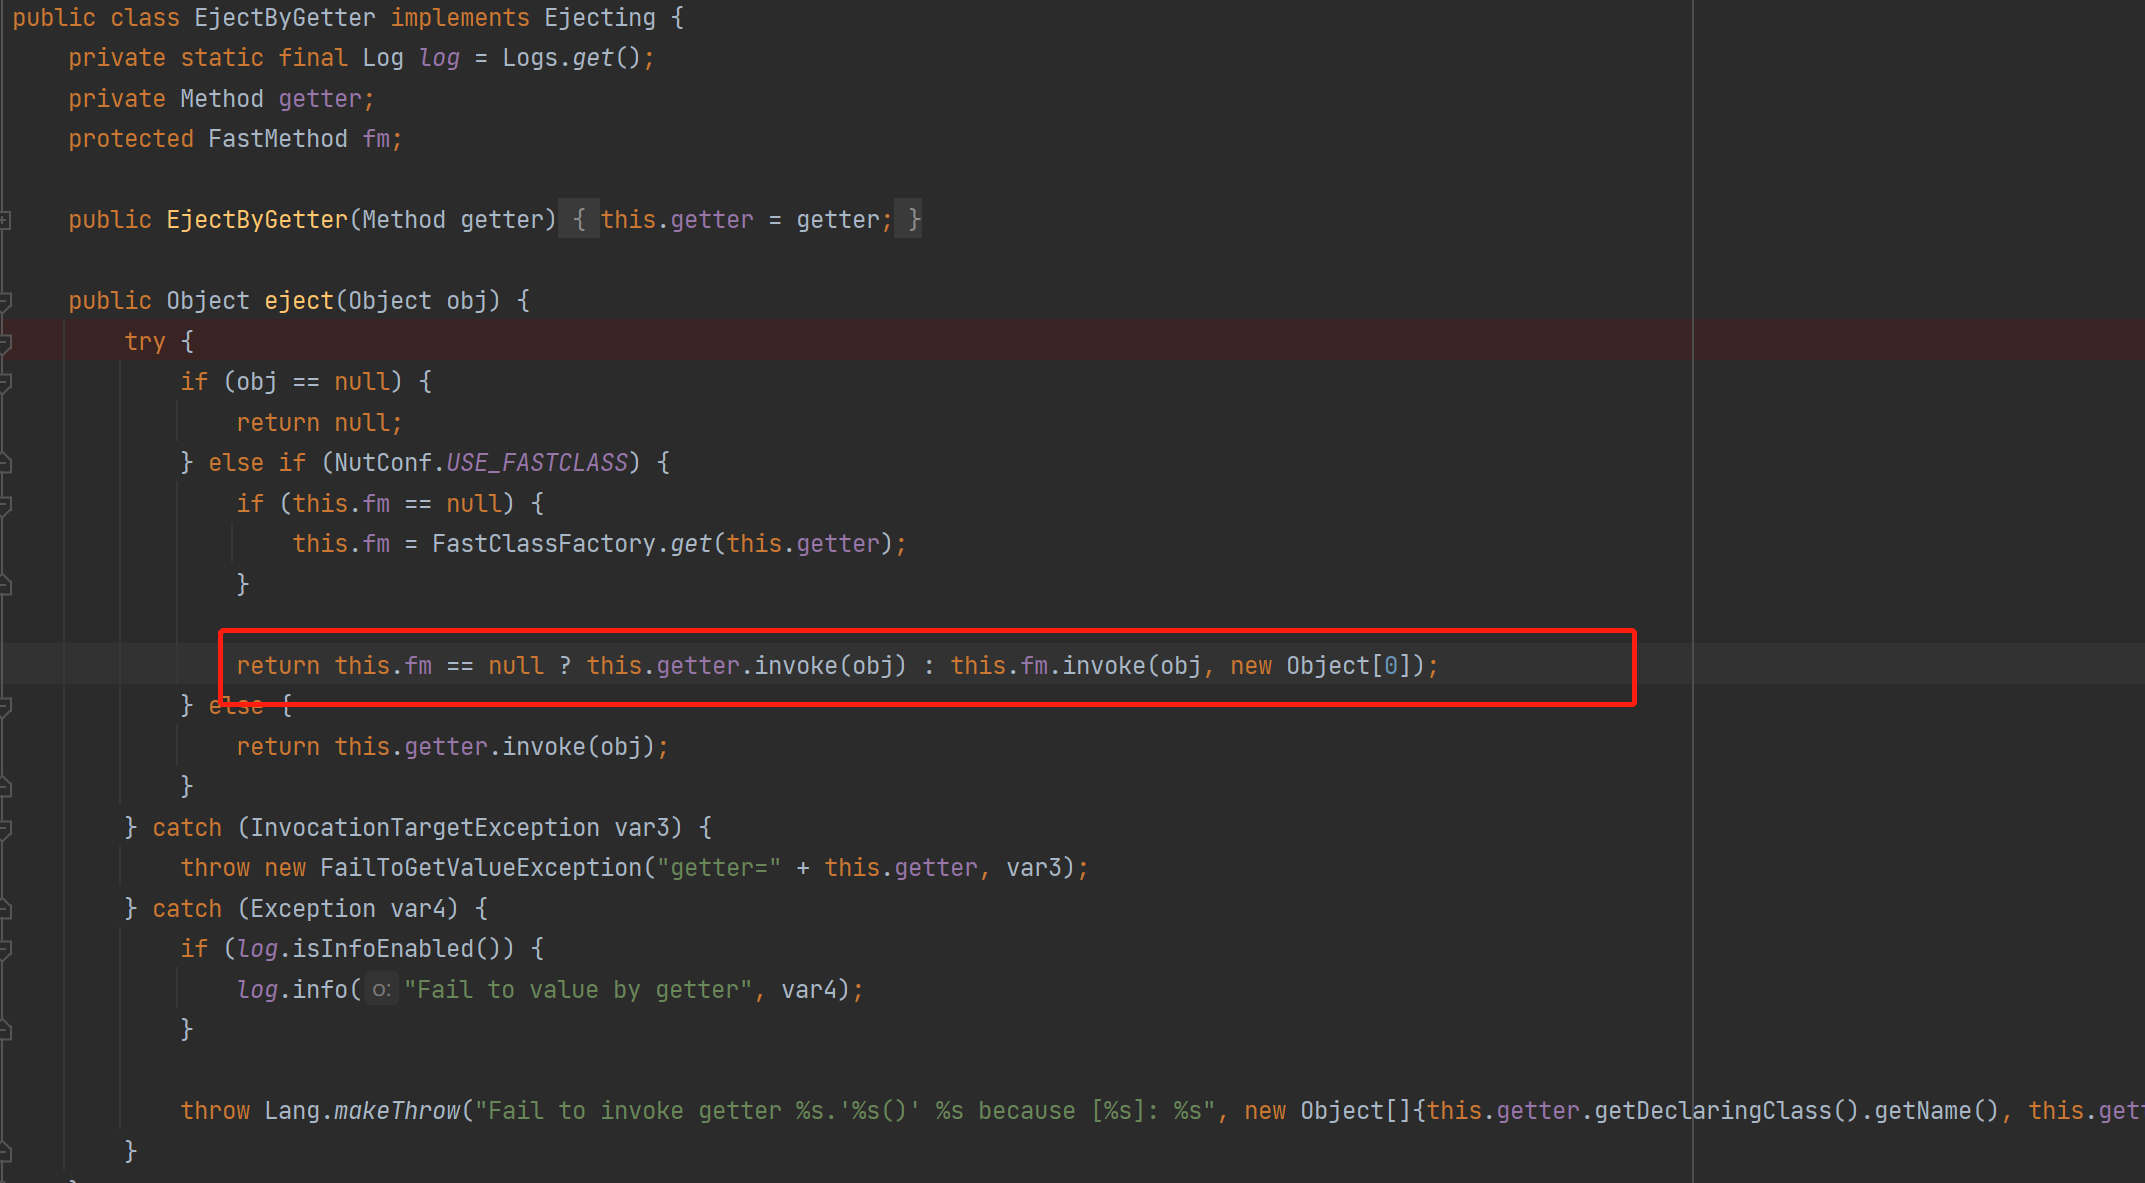 public class EjectByGetter implements Ejecting {
private static final Log log = Logs.get();
private Method getter;
protected FastMethod fm;
public EjectByGetter(Method getter) { this.getter = getter; }
public Object eject(Object obj) {
try {
if (obj == null) {
return null;
} else if (NutConf.USE_FASTCLASS) {
if (this.fm == null) {
this.fm = FastClassFactory.get(this.getter);
}
return this.fm == null ? this.getter.invoke(obj) : this.fm.invoke(obj, new Object[0]);
} else {
return this.getter.invoke(obj);
}
} catch (InvocationTargetException var3) {
throw new FailToGetValueException("getter=" + this.getter, var3);
} catch (Exception var4) {
if (log.isInfoEnabled()) {
log.info( o: "Fail to value by getter", var4);
}
throw Lang.makeThrow("Fail to invoke getter %s.'%s()' %s because [%s]: %s", new Object[]{this.getter.getDeclaringClass().getName(), this.gett
}